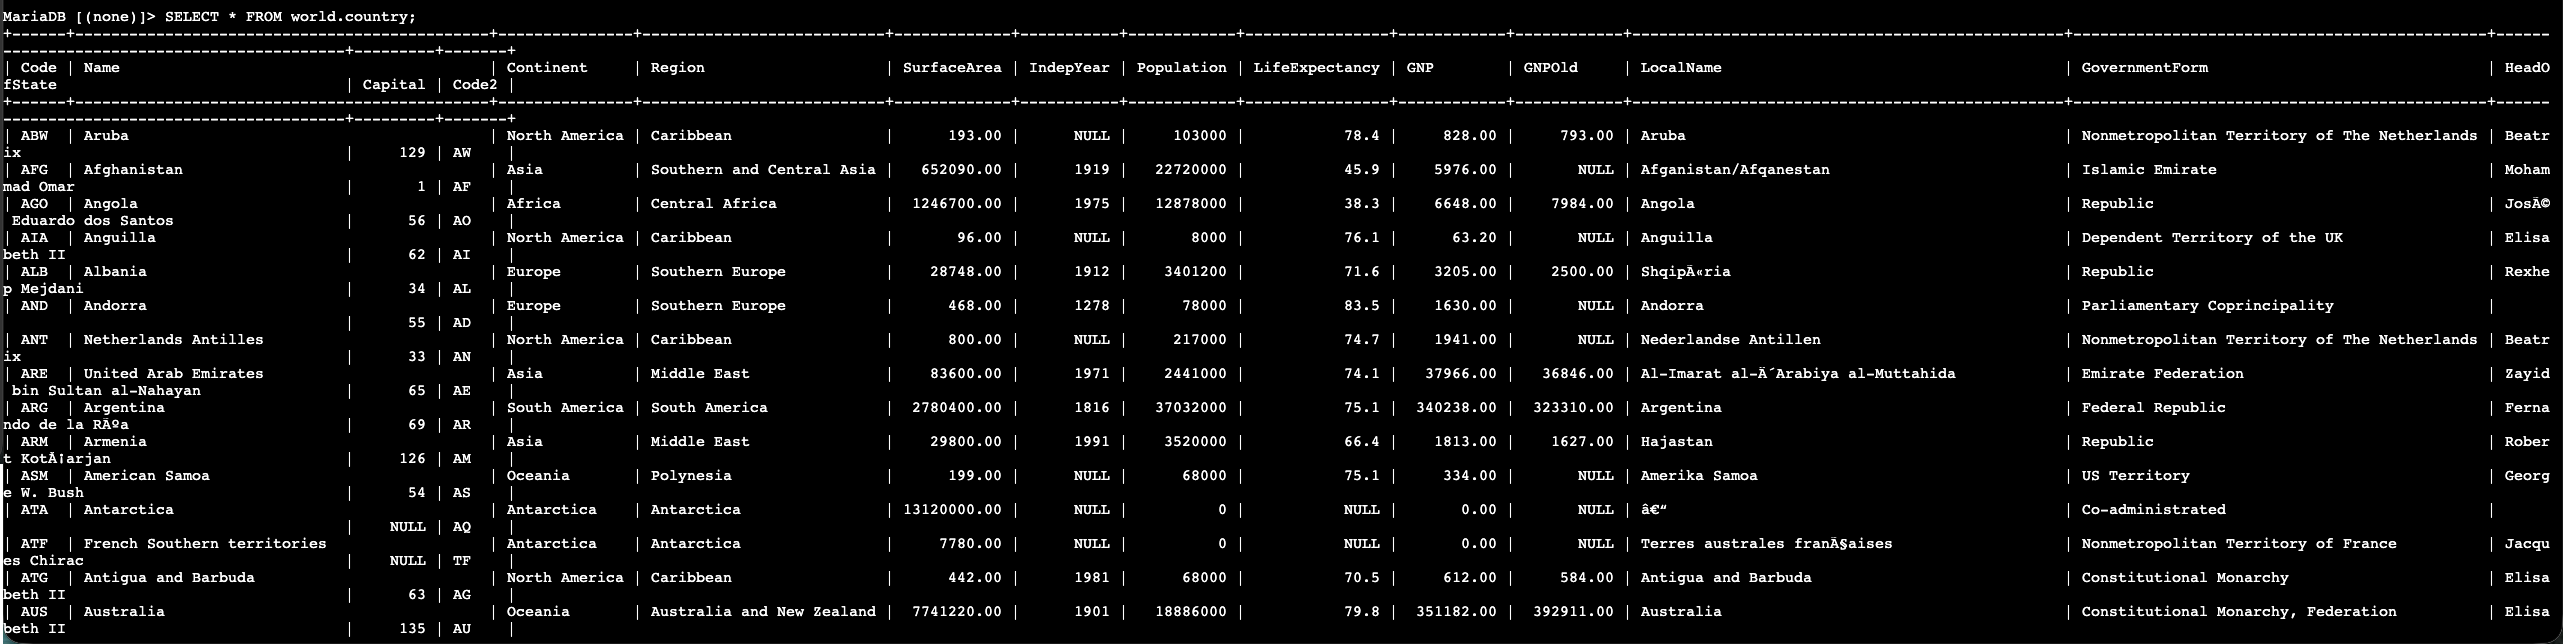 MariaDB [(none)]> SELECT * FROM world.country;
+------+----------------------------------------------+---------------+---------------------------+-------------+-----------+------------+----------------+------------+------------+------------------------------------------------+----------------------------------------------+------
--------------------------------------+---------+-------+
| Code | Name | Continent | Region | SurfaceArea | IndepYear | Population | LifeExpectancy | GNP | GNPOld | LocalName | GovernmentForm | HeadO
fState | Capital | Code2 |
+------+----------------------------------------------+---------------+---------------------------+-------------+-----------+------------+----------------+------------+------------+------------------------------------------------+----------------------------------------------+------
--------------------------------------+---------+-------+
| ABW | Aruba | North America | Caribbean | 193.00 | NULL | 103000 | 78.4 | 828.00 | 793.00 | Aruba | Nonmetropolitan Territory of The Netherlands | Beatr
ix | 129 | AW |
| AFG | Afghanistan | Asia | Southern and Central Asia | 652090.00 | 1919 | 22720000 | 45.9 | 5976.00 | NULL | Afganistan/Afqanestan | Islamic Emirate | Moham
mad Omar | 1 | AF |
| AGO | Angola | Africa | Central Africa | 1246700.00 | 1975 | 12878000 | 38.3 | 6648.00 | 7984.00 | Angola | Republic | JosÃ©
Eduardo dos Santos | 56 | AO |
| AIA | Anguilla | North America | Caribbean | 96.00 | NULL | 8000 | 76.1 | 63.20 | NULL | Anguilla | Dependent Territory of the UK | Elisa
beth II | 62 | AI |
| ALB | Albania | Europe | Southern Europe | 28748.00 | 1912 | 3401200 | 71.6 | 3205.00 | 2500.00 | ShqipÃ«ria | Republic | Rexhe
p Mejdani | 34 | AL |
| AND | Andorra | Europe | Southern Europe | 468.00 | 1278 | 78000 | 83.5 | 1630.00 | NULL | Andorra | Parliamentary Coprincipality |
| 55 | AD |
| ANT | Netherlands Antilles | North America | Caribbean | 800.00 | NULL | 217000 | 74.7 | 1941.00 | NULL | Nederlandse Antillen | Nonmetropolitan Territory of The Netherlands | Beatr
ix | 33 | AN |
| ARE | United Arab Emirates | Asia | Middle East | 83600.00 | 1971 | 2441000 | 74.1 | 37966.00 | 36846.00 | Al-Imarat al-Ã´Arabiya al-Muttahida | Emirate Federation | Zayid
bin Sultan al-Nahayan | 65 | AE |
| ARG | Argentina | South America | South America | 2780400.00 | 1816 | 37032000 | 75.1 | 340238.00 | 323310.00 | Argentina | Federal Republic | Ferna
ndo de la RÃºa | 69 | AR |
| ARM | Armenia | Asia | Middle East | 29800.00 | 1991 | 3520000 | 66.4 | 1813.00 | 1627.00 | Hajastan | Republic | Rober
t KotÅ¡arjan | 126 | AM |
| ASM | American Samoa | Oceania | Polynesia | 199.00 | NULL | 68000 | 75.1 | 334.00 | NULL | Amerika Samoa | US Territory | Georg
e W. Bush | 54 | AS |
| ATA | Antarctica | Antarctica | Antarctica | 13120000.00 | NULL | 0 | NULL | 0.00 | NULL | â€“ | Co-administrated |
| NULL | AQ |
| ATF | French Southern territories | Antarctica | Antarctica | 7780.00 | NULL | 0 | NULL | 0.00 | NULL | Terres australes franÃ§aises | Nonmetropolitan Territory of France | Jacqu
es Chirac | NULL | TF |
| ATG | Antigua and Barbuda | North America | Caribbean | 442.00 | 1981 | 68000 | 70.5 | 612.00 | 584.00 | Antigua and Barbuda | Constitutional Monarchy | Elisa
beth II | 63 | AG |
| AUS | Australia | Oceania | Australia and New Zealand | 7741220.00 | 1901 | 18886000 | 79.8 | 351182.00 | 392911.00 | Australia | Constitutional Monarchy, Federation | Elisa
beth II | 135 | AU |